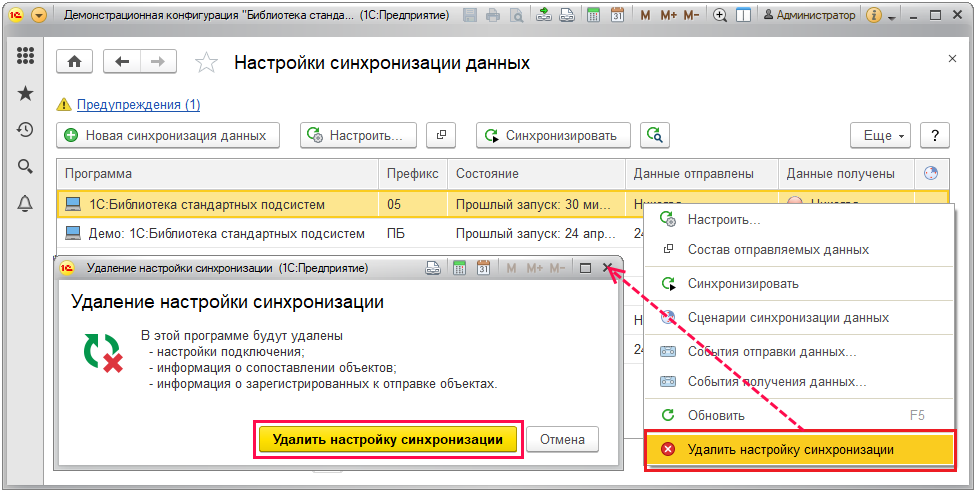 Демонстрационная конфигурация "Библиотека станда... (1С:Предприятие)
M M+ M-
Администратор
Настройки синхронизации данных
Предупреждения (1)
Новая синхронизация данных
Настроить...
Синхронизировать
Еще
?
Программа Префикс Состояние Данные отправлены Данные получены
1С:Библиотека стандартных подсистем 05 Прошлый запуск: 30 ми...
Демо: 1С:Библиотека стандартных подсистем ПБ Прошлый запуск: 24 апр... 24
Настроить...
Состав отправляемых данных
Синхронизировать
Сценарии синхронизации данных
События отправки данных...
События получения данных...
Обновить F5
Удалить настройку синхронизации
Удаление настройки синхронизации (1С:Предприятие)
M M+ M-
Удаление настройки синхронизации
В этой программе будут удалены
- настройки подключения;
- информация о сопоставлении объектов;
- информация о зарегистрированных к отправке объектах.
Удалить настройку синхронизации
Отмена